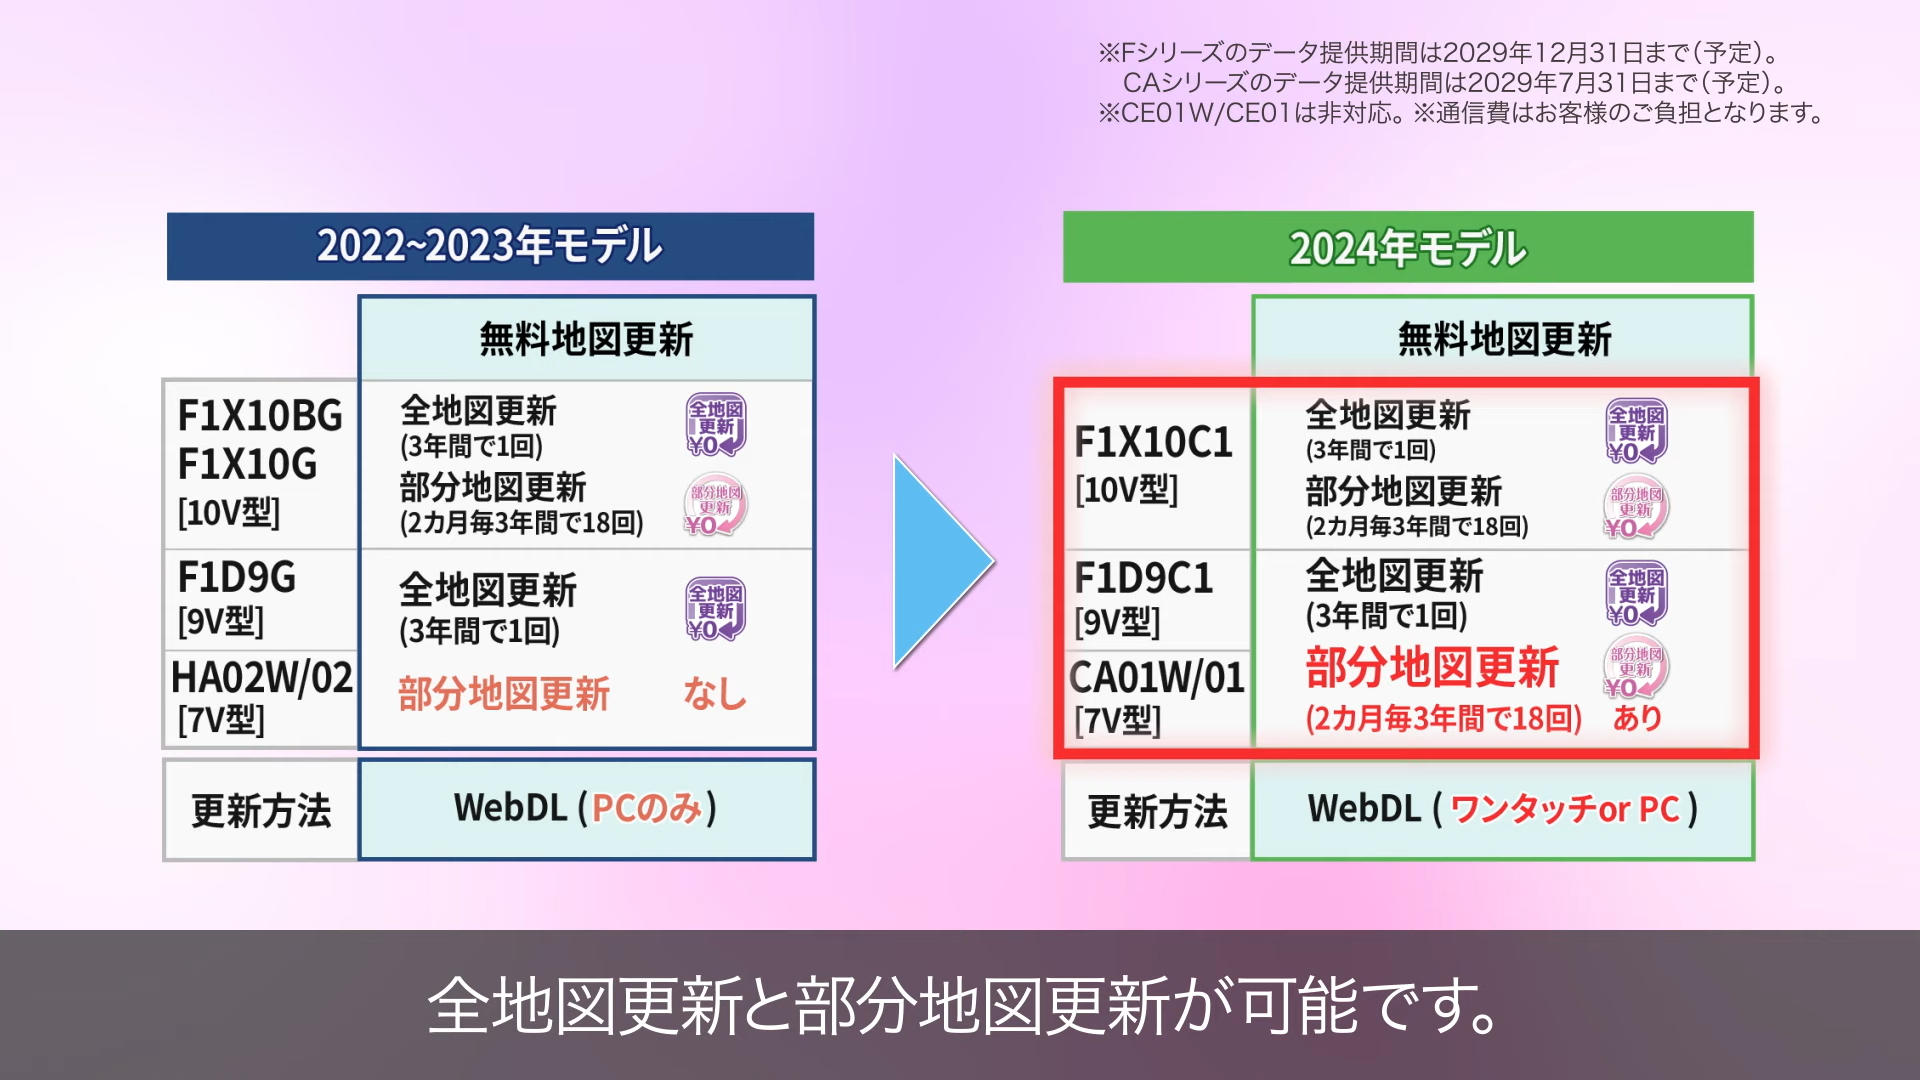 ※Fシリーズのデータ提供期間は2029年12月31日まで(予定)。
CAシリーズのデータ提供期間は2029年7月31日まで(予定)。
※CE01W/CE01は非対応。※通信費はお客様のご負担となります。
2022~2023年モデル
無料地図更新
F1X10BG
F1X10G
[10V型]
全地図更新
(3年間で1回)
全地図
更新
¥0
部分地図更新
(2カ月毎3年間で18回)
部分地図
更新
¥0
F1D9G
[9V型]
HA02W/02
[7V型]
全地図更新
(3年間で1回)
全地図
更新
¥0
部分地図更新 なし
更新方法
WebDL (PCのみ)
2024年モデル
無料地図更新
F1X10C1
[10V型]
全地図更新
(3年間で1回)
全地図
更新
¥0
部分地図更新
(2カ月毎3年間で18回)
部分地図
更新
¥0
F1D9C1
[9V型]
CA01W/01
[7V型]
全地図更新
(3年間で1回)
全地図
更新
¥0
部分地図更新
(2カ月毎3年間で18回)
部分地図
更新
¥0
あり
更新方法
WebDL (ワンタッチor PC)
全地図更新と部分地図更新が可能です。